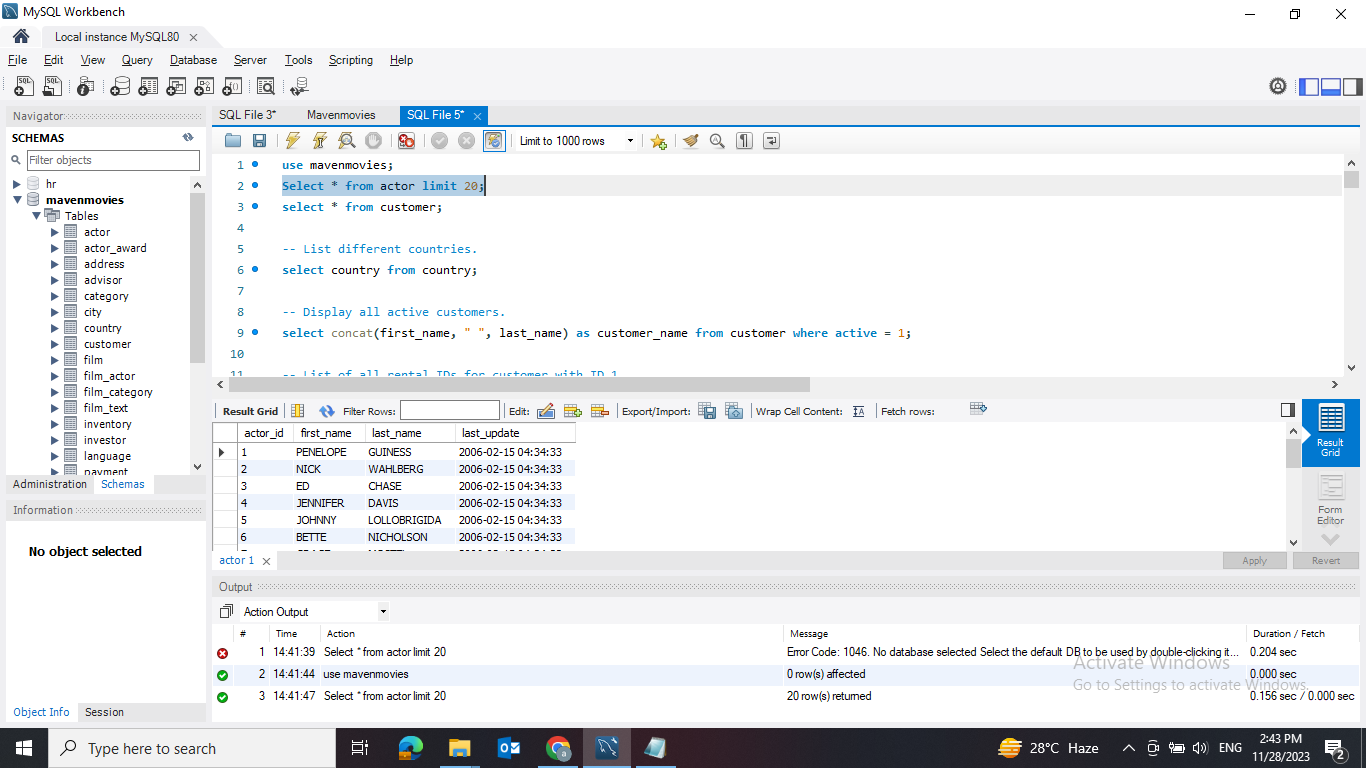 MySQL Workbench
Local instance MySQL80
File Edit View Query Database Server Tools Scripting Help
Navigator
SCHEMAS
Filter objects
hr
mavenmovies
Tables
actor
actor_award
address
advisor
category
city
country
customer
film
film_actor
film_category
film_text
inventory
investor
language
payment
Administration Schemas
Information
No object selected
Object Info Session
SQL File 3* Mavenmovies SQL File 5*
Limit to 1000 rows
1 use mavenmovies;
2 Select * from actor limit 20;
3 select * from customer;
4
5 -- List different countries.
6 select country from country;
7
8 -- Display all active customers.
9 select concat(first_name, " ", last_name) as customer_name from customer where active = 1;
10
11 -- List of all rental IDs for customer with ID 1
Result Grid Filter Rows: Edit: Export/Import: Wrap Cell Content: Fetch rows:
actor_id first_name last_name last_update
1 PENELOPE GUINESS 2006-02-15 04:34:33
2 NICK WAHLBERG 2006-02-15 04:34:33
3 ED CHASE 2006-02-15 04:34:33
4 JENNIFER DAVIS 2006-02-15 04:34:33
5 JOHNNY LOLLOBRIGIDA 2006-02-15 04:34:33
6 BETTE NICHOLSON 2006-02-15 04:34:33
Result Grid
Form Editor
actor 1
Apply Revert
Output
Action Output
# Time Action Message Duration / Fetch
1 14:41:39 Select * from actor limit 20 Error Code: 1046. No database selected Select the default DB to be used by double-clicking it... 0.204 sec
2 14:41:44 use mavenmovies 0 row(s) affected 0.000 sec
3 14:41:47 Select * from actor limit 20 20 row(s) returned 0.156 sec / 0.000 sec
Activate Windows
Go to Settings to activate Windows.
Type here to search
28°C Haze
ENG
2:43 PM
11/28/2023
2